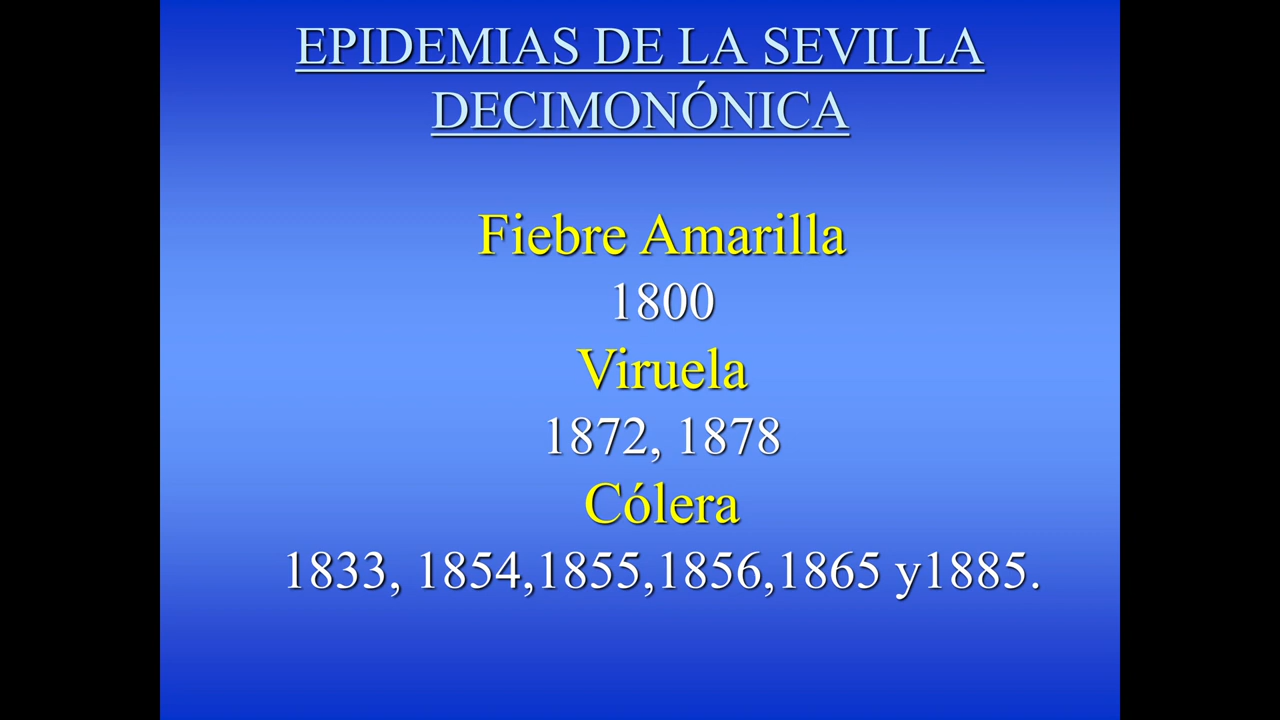 EPIDEMIAS DE LA SEVILLA
DECIMONÓNICA
Fiebre Amarilla
1800
Viruela
1872, 1878
Cólera
1833, 1854,1855,1856,1865 y1885.